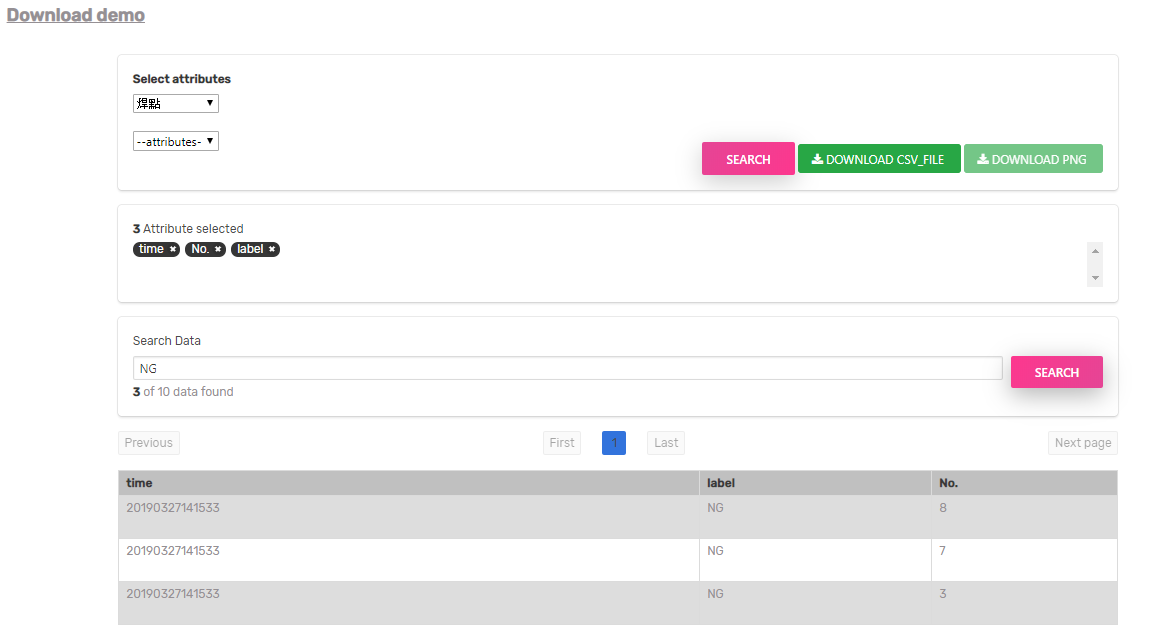 Download demo
Select attributes
焊點
--attributes-
SEARCH DOWNLOAD CSV_FILE DOWNLOAD PNG
3 Attribute selected
time No. label
Search Data
NG
SEARCH
3 of 10 data found
Previous First 1 Last Next page
time label No.
20190327141533 NG 8
20190327141533 NG 7
20190327141533 NG 3